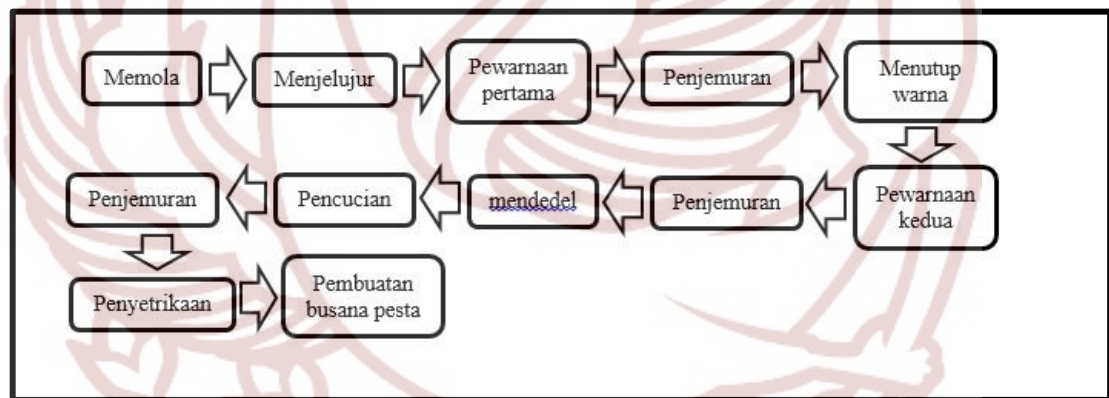 Memola
Menjelujur
Pewarnaan
pertama
Penjemuran
Menutup
warna
Pewarnaan
kedua
Penjemuran
mendedel
Pencucian
Penjemuran
Penyetrikaan
Pembuatan
busana pesta